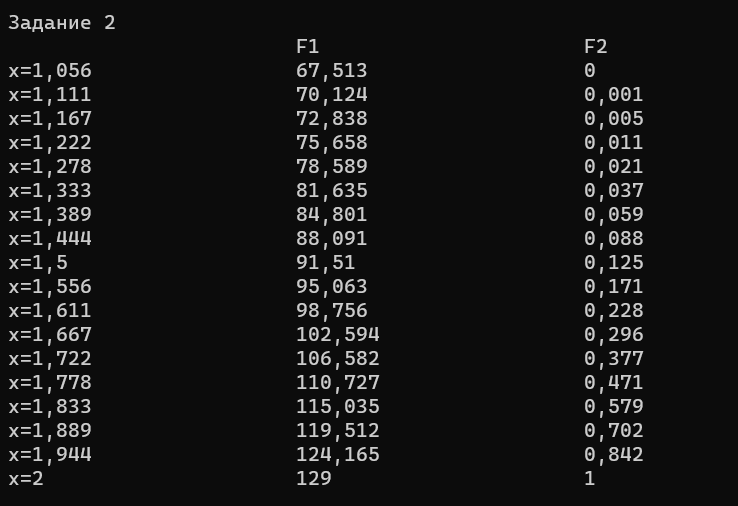 Задание 2
F1 F2
x=1,056 67,513 0
x=1,111 70,124 0,001
x=1,167 72,838 0,005
x=1,222 75,658 0,011
x=1,278 78,589 0,021
x=1,333 81,635 0,037
x=1,389 84,801 0,059
x=1,444 88,091 0,088
x=1,5 91,51 0,125
x=1,556 95,063 0,171
x=1,611 98,756 0,228
x=1,667 102,594 0,296
x=1,722 106,582 0,377
x=1,778 110,727 0,471
x=1,833 115,035 0,579
x=1,889 119,512 0,702
x=1,944 124,165 0,842
x=2 129 1